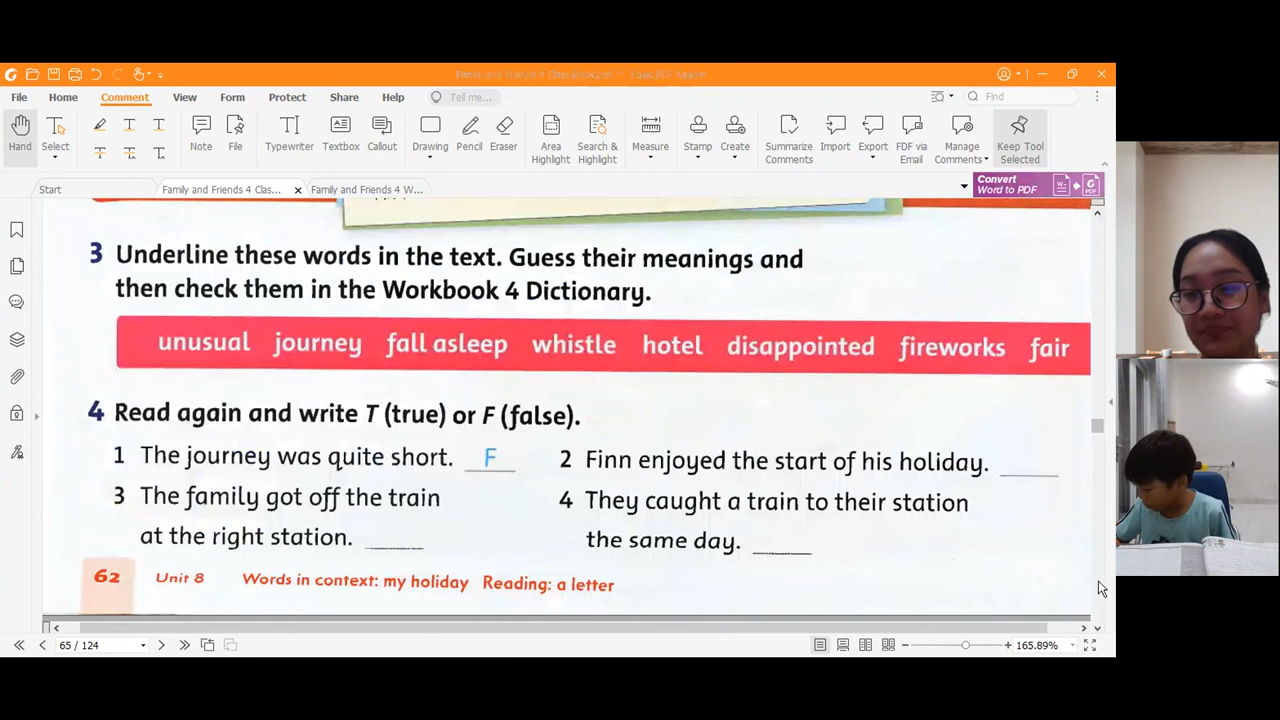 File Home Comment View Form Protect Share Help Tell me... Find
Hand Select Note File Typewriter Textbox Callout Drawing Pencil Eraser Area Highlight Search & Highlight Measure Stamp Create Summarize Comments Import Export FDF via Email Manage Comments Keep Tool Selected
Start Family and Friends 4 Clas... Family and Friends 4 W... Convert Word to PDF
3 Underline these words in the text. Guess their meanings and
then check them in the Workbook 4 Dictionary.
unusual journey fall asleep whistle hotel disappointed fireworks fair
4 Read again and write T (true) or F (false).
1 The journey was quite short. F
2 Finn enjoyed the start of his holiday.
3 The family got off the train
at the right station.
4 They caught a train to their station
the same day.
62 Unit 8 Words in context: my holiday Reading: a letter
65 / 124 165.89%